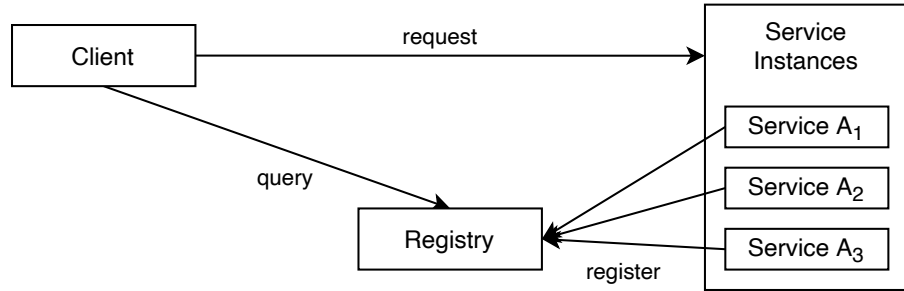 Client
request
Service
Instances
Service A₁
Service A₂
Service A₃
query
Registry
register